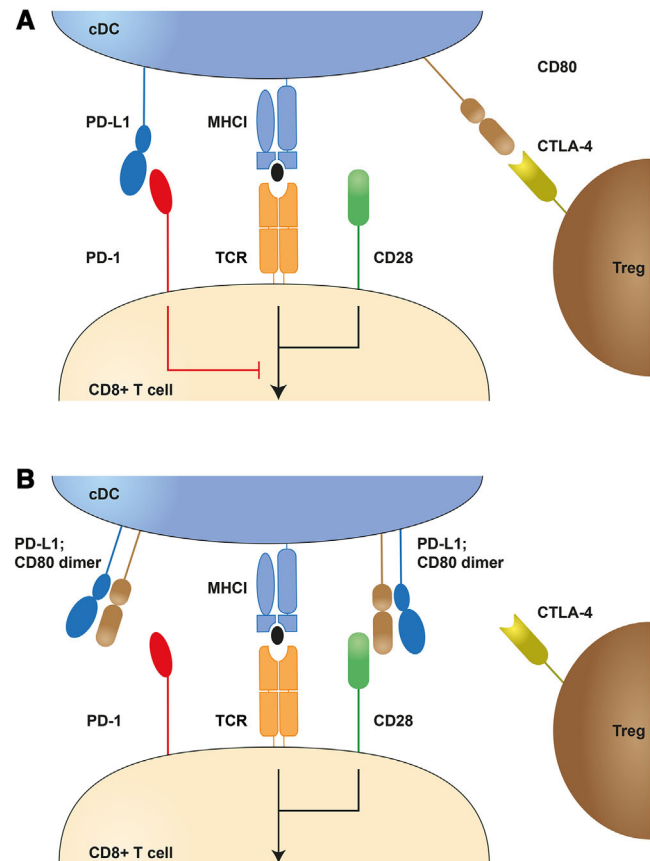 A
cDC
CD80
PD-L1
MHCI
CTLA-4
PD-1
TCR
CD28
Treg
CD8+ T cell
B
cDC
PD-L1;
CD80 dimer
PD-L1;
CD80 dimer
MHCI
CTLA-4
PD-1
TCR
CD28
Treg
CD8+ T cell